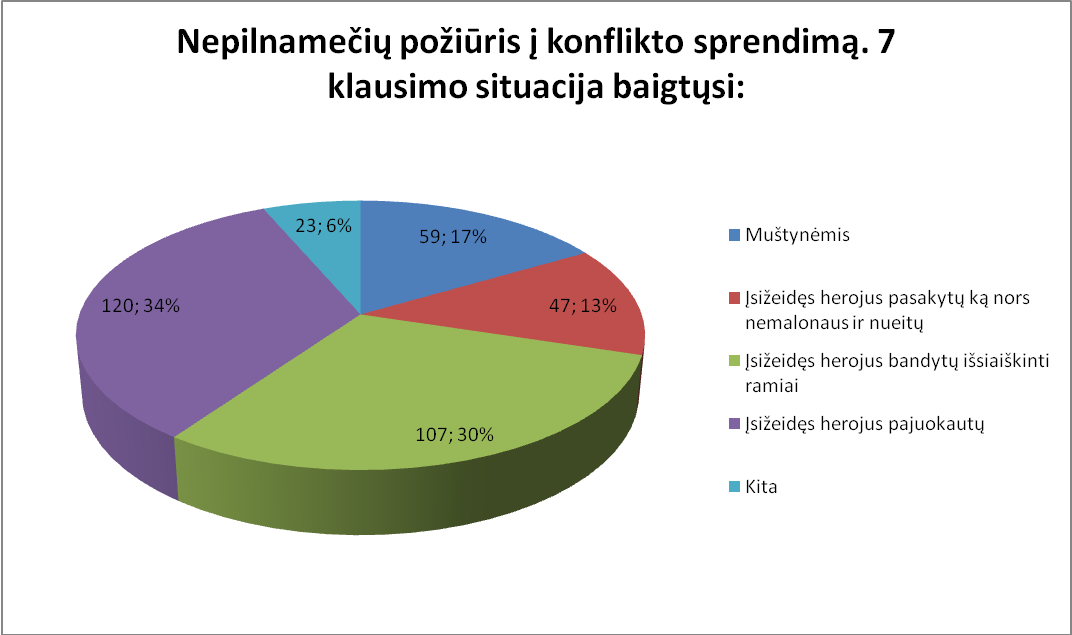 Nepilnamečių požiūris į konflikto sprendimą. 7
klausimo situacija baigtųsi:
23; 6%
59; 17%
47; 13%
107; 30%
120; 34%
Muštynėmis
Įsižeidęs herojus pasakytų ką nors
nemalonaus ir nueitų
Įsižeidęs herojus bandytų išsiaiškinti
ramiai
Įsižeidęs herojus pajuokautų
Kita